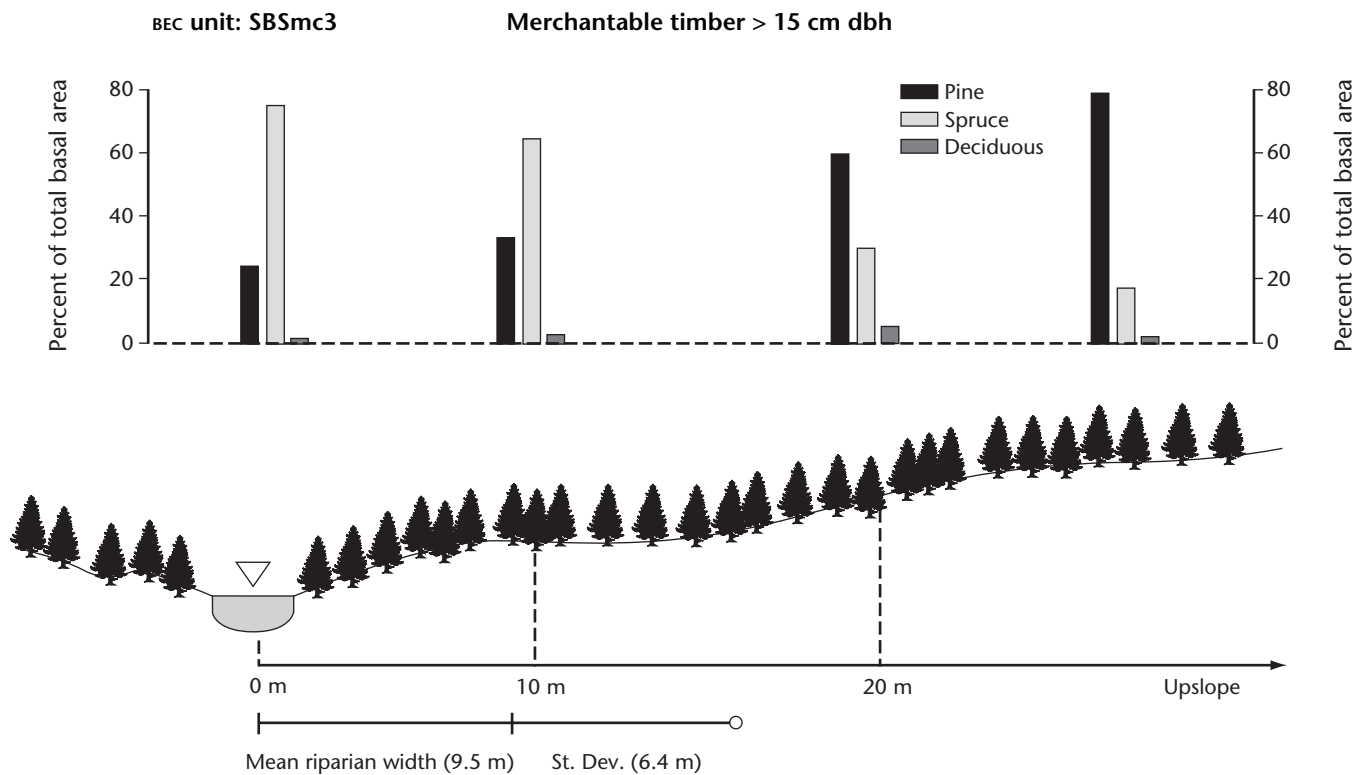 BEC unit: SBSmc3
Merchantable timber > 15 cm dbh
Percent of total basal area
80
60
40
20
0
Pine
Spruce
Deciduous
80
60
40
20
0
Percent of total basal area
0 m
10 m
20 m
Upslope
Mean riparian width (9.5 m)
St. Dev. (6.4 m)